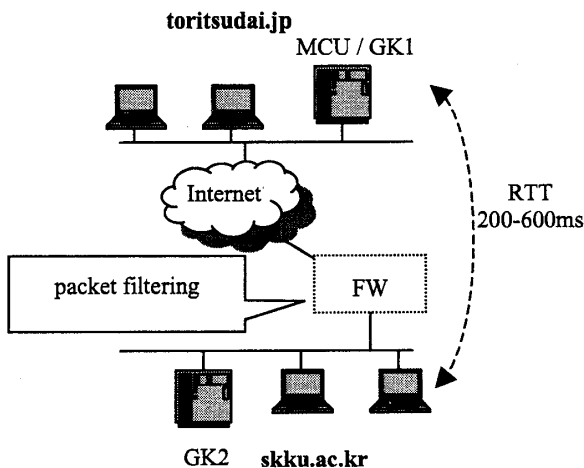 toritsudai.jp
MCU / GK1
Internet
RTT
200-600ms
packet filtering
FW
GK2
skku.ac.kr